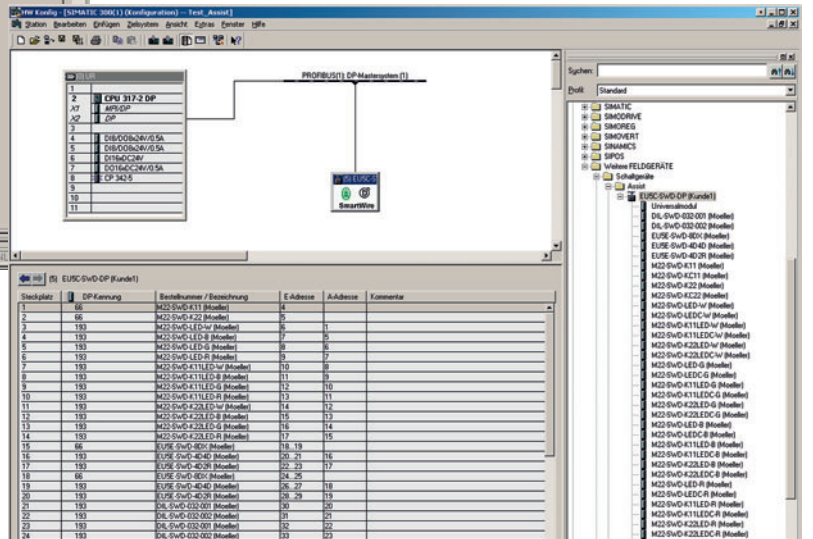 HW Konfig - [SIMATIC 300(1) (Konfiguration) -- Test_Assist]
Station Bearbeiten Einfügen Zielsystem Ansicht Extras Fenster Hilfe
(0) UR
1
2 CPU 317-2 DP
X1 MPI/DP
X2 DP
3
4 DI8/DO8x24V/0.5A
5 DI8/DO8x24V/0.5A
6 DI16xDC24V
7 DO16xDC24V/0.5A
8 CP 342-5
9
10
11
PROFIBUS(1): DP-Mastersystem (1)
(5) EU5C-S
SmartWire
Suchen:
Profil: Standard
SIMATIC
SIMODRIVE
SIMOREG
SIMOVERT
SINAMICS
SIPOS
Weitere FELDGERÄTE
Schaltgeräte
Assist
EU5C-SWD-DP (Kunde1)
Universalmodul
DIL-SWD-032-001 (Moeller)
DIL-SWD-032-002 (Moeller)
EU5E-SWD-8DX (Moeller)
EU5E-SWD-4D4D (Moeller)
EU5E-SWD-4D2R (Moeller)
M22-SWD-K11 (Moeller)
M22-SWD-KC11 (Moeller)
M22-SWD-K22 (Moeller)
M22-SWD-KC22 (Moeller)
M22-SWD-LED-W (Moeller)
M22-SWD-LEDC-W (Moeller)
M22-SWD-K11LED-W (Moeller)
M22-SWD-K11LEDC-W (Moeller)
M22-SWD-K22LED-W (Moeller)
M22-SWD-K22LEDC-W (Moeller)
M22-SWD-LED-G (Moeller)
M22-SWD-LEDC-G (Moeller)
M22-SWD-K11LED-G (Moeller)
M22-SWD-K11LEDC-G (Moeller)
M22-SWD-K22LED-G (Moeller)
M22-SWD-K22LEDC-G (Moeller)
M22-SWD-LED-B (Moeller)
M22-SWD-LEDC-B (Moeller)
M22-SWD-K11LED-B (Moeller)
M22-SWD-K11LEDC-B (Moeller)
M22-SWD-K22LED-B (Moeller)
M22-SWD-K22LEDC-B (Moeller)
M22-SWD-LED-R (Moeller)
M22-SWD-LEDC-R (Moeller)
M22-SWD-K11LED-R (Moeller)
M22-SWD-K11LEDC-R (Moeller)
M22-SWD-K22LED-R (Moeller)
M22-SWD-K22LEDC-R (Moeller)
(5) EU5C-SWD-DP (Kunde1)
Steckplatz DP-Kennung Bestellnummer / Bezeichnung E-Adresse A-Adresse Kommentar
1 66 M22-SWD-K11 (Moeller) 4
2 66 M22-SWD-K22 (Moeller) 5
3 193 M22-SWD-LED-W (Moeller) 6 1
4 193 M22-SWD-LED-B (Moeller) 7 5
5 193 M22-SWD-LED-G (Moeller) 8 6
6 193 M22-SWD-LED-R (Moeller) 9 7
7 193 M22-SWD-K11LED-W (Moeller) 10 8
8 193 M22-SWD-K11LED-B (Moeller) 11 9
9 193 M22-SWD-K11LED-G (Moeller) 12 10
10 193 M22-SWD-K11LED-R (Moeller) 13 11
11 193 M22-SWD-K22LED-W (Moeller) 14 12
12 193 M22-SWD-K22LED-B (Moeller) 15 13
13 193 M22-SWD-K22LED-G (Moeller) 16 14
14 193 M22-SWD-K22LED-R (Moeller) 17 15
15 66 EU5E-SWD-8DX (Moeller) 18...19
16 193 EU5E-SWD-4D4D (Moeller) 20...21 16
17 193 EU5E-SWD-4D2R (Moeller) 22...23 17
18 66 EU5E-SWD-8DX (Moeller) 24...25
19 193 EU5E-SWD-4D4D (Moeller) 26...27 18
20 193 EU5E-SWD-4D2R (Moeller) 28...29 19
21 193 DIL-SWD-032-001 (Moeller) 30 20
22 193 DIL-SWD-032-002 (Moeller) 31 21
23 193 DIL-SWD-032-001 (Moeller) 32 22
24 193 DIL-SWD-032-002 (Moeller) 33 23